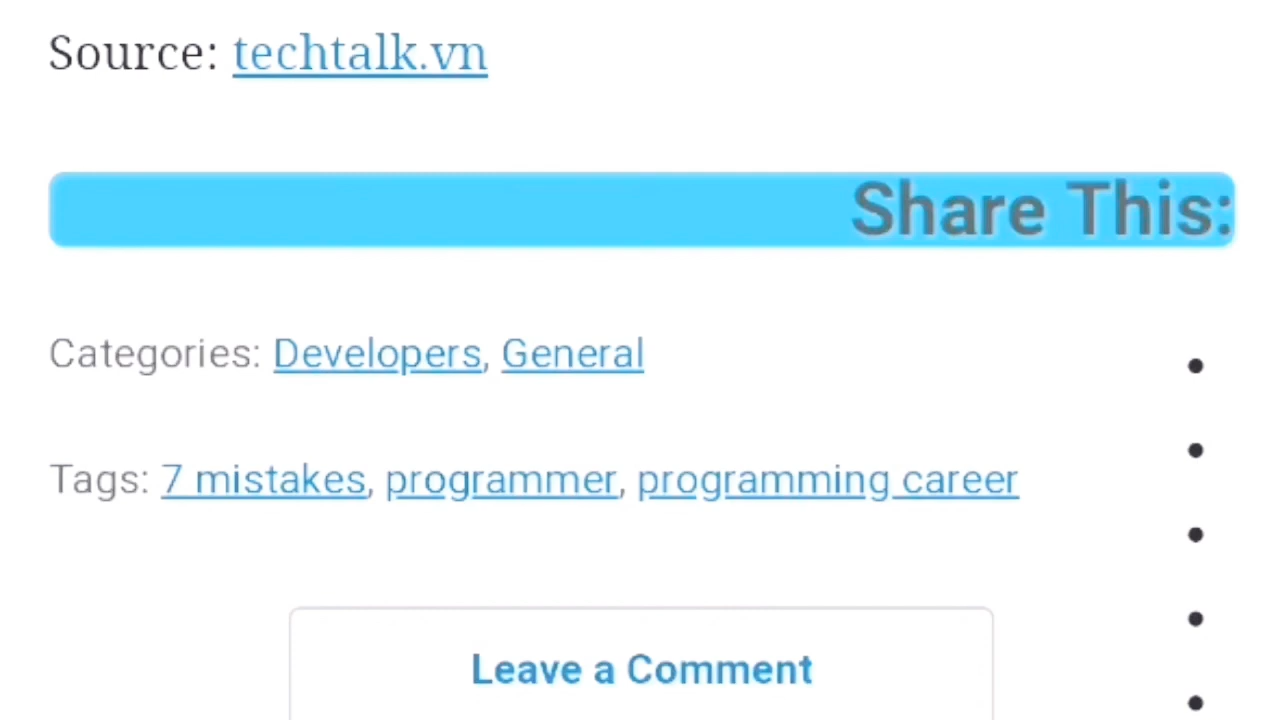 Source: techtalk.vn
Share This:
Categories: Developers, General
Tags: 7 mistakes, programmer, programming career
Leave a Comment